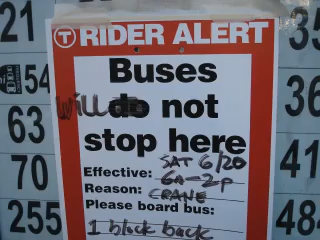 T RIDER ALERT
Buses
will do not
stop here
SAT 6/20
Effective: 6a-2p
Reason: CRANE
Please board bus:
1 block back
21
54
63
70
255
30
36
41
484